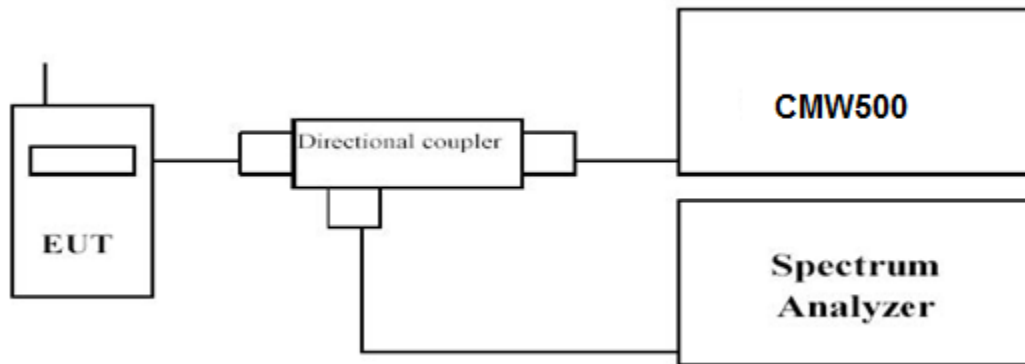 CMW500
Directional coupler
EUT
Spectrum
Analyzer